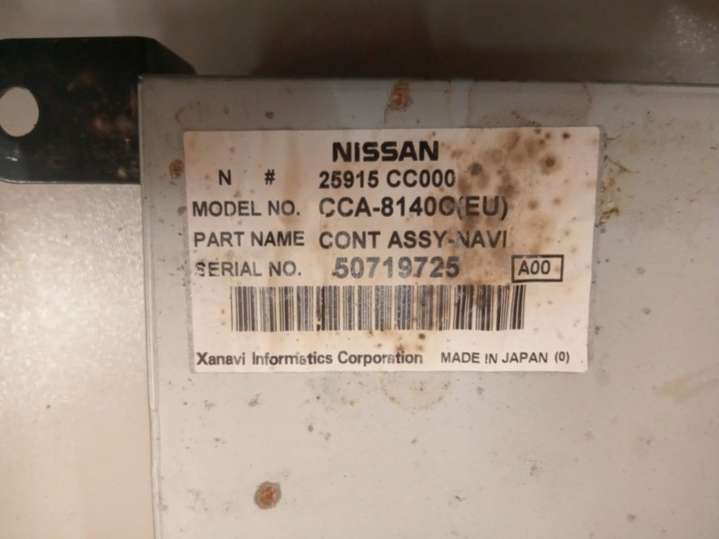 NISSAN
N # 25915 CC000
MODEL NO. CCA-8140C(EU)
PART NAME CONT ASSY-NAVI
SERIAL NO. 50719725 A00
Xanavi Informatics Corporation MADE IN JAPAN (0)